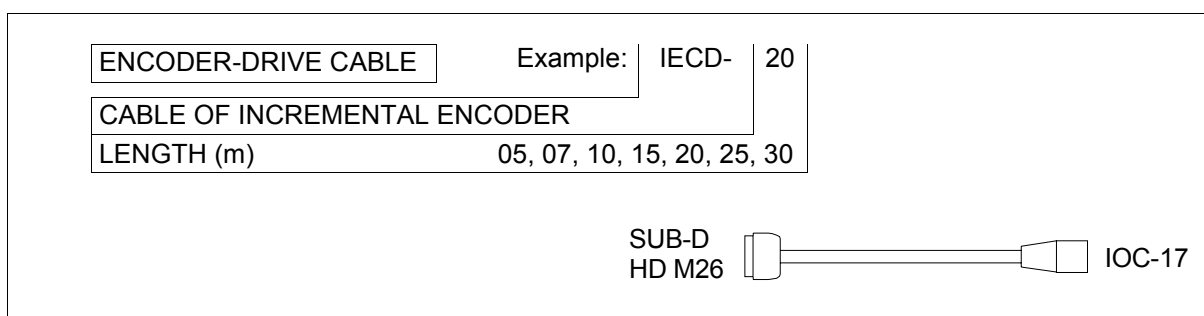 ENCODER-DRIVE CABLE Example: IECD- 20
CABLE OF INCREMENTAL ENCODER
LENGTH (m) 05, 07, 10, 15, 20, 25, 30
SUB-D
HD M26
IOC-17